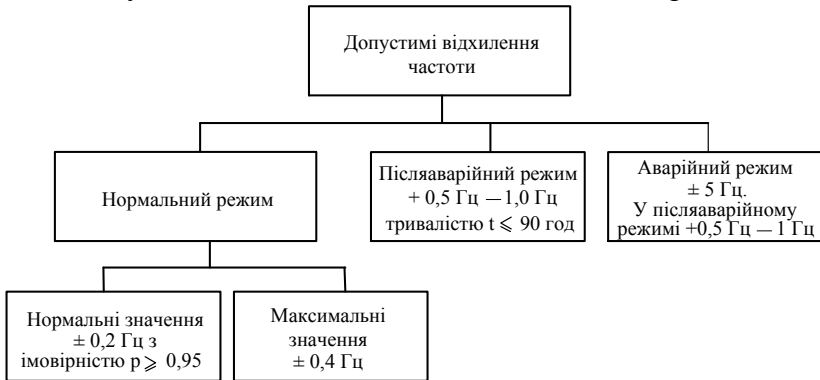 Допустимі відхилення
частоти
Нормальний режим
Післяаварійний режим
+ 0,5 Гц — 1,0 Гц
тривалістю t ⩽ 90 год
Аварійний режим
± 5 Гц.
У післяаварійному
режимі +0,5 Гц — 1 Гц
Нормальні значення
± 0,2 Гц з
імовірністю p ⩾ 0,95
Максимальні
значення
± 0,4 Гц